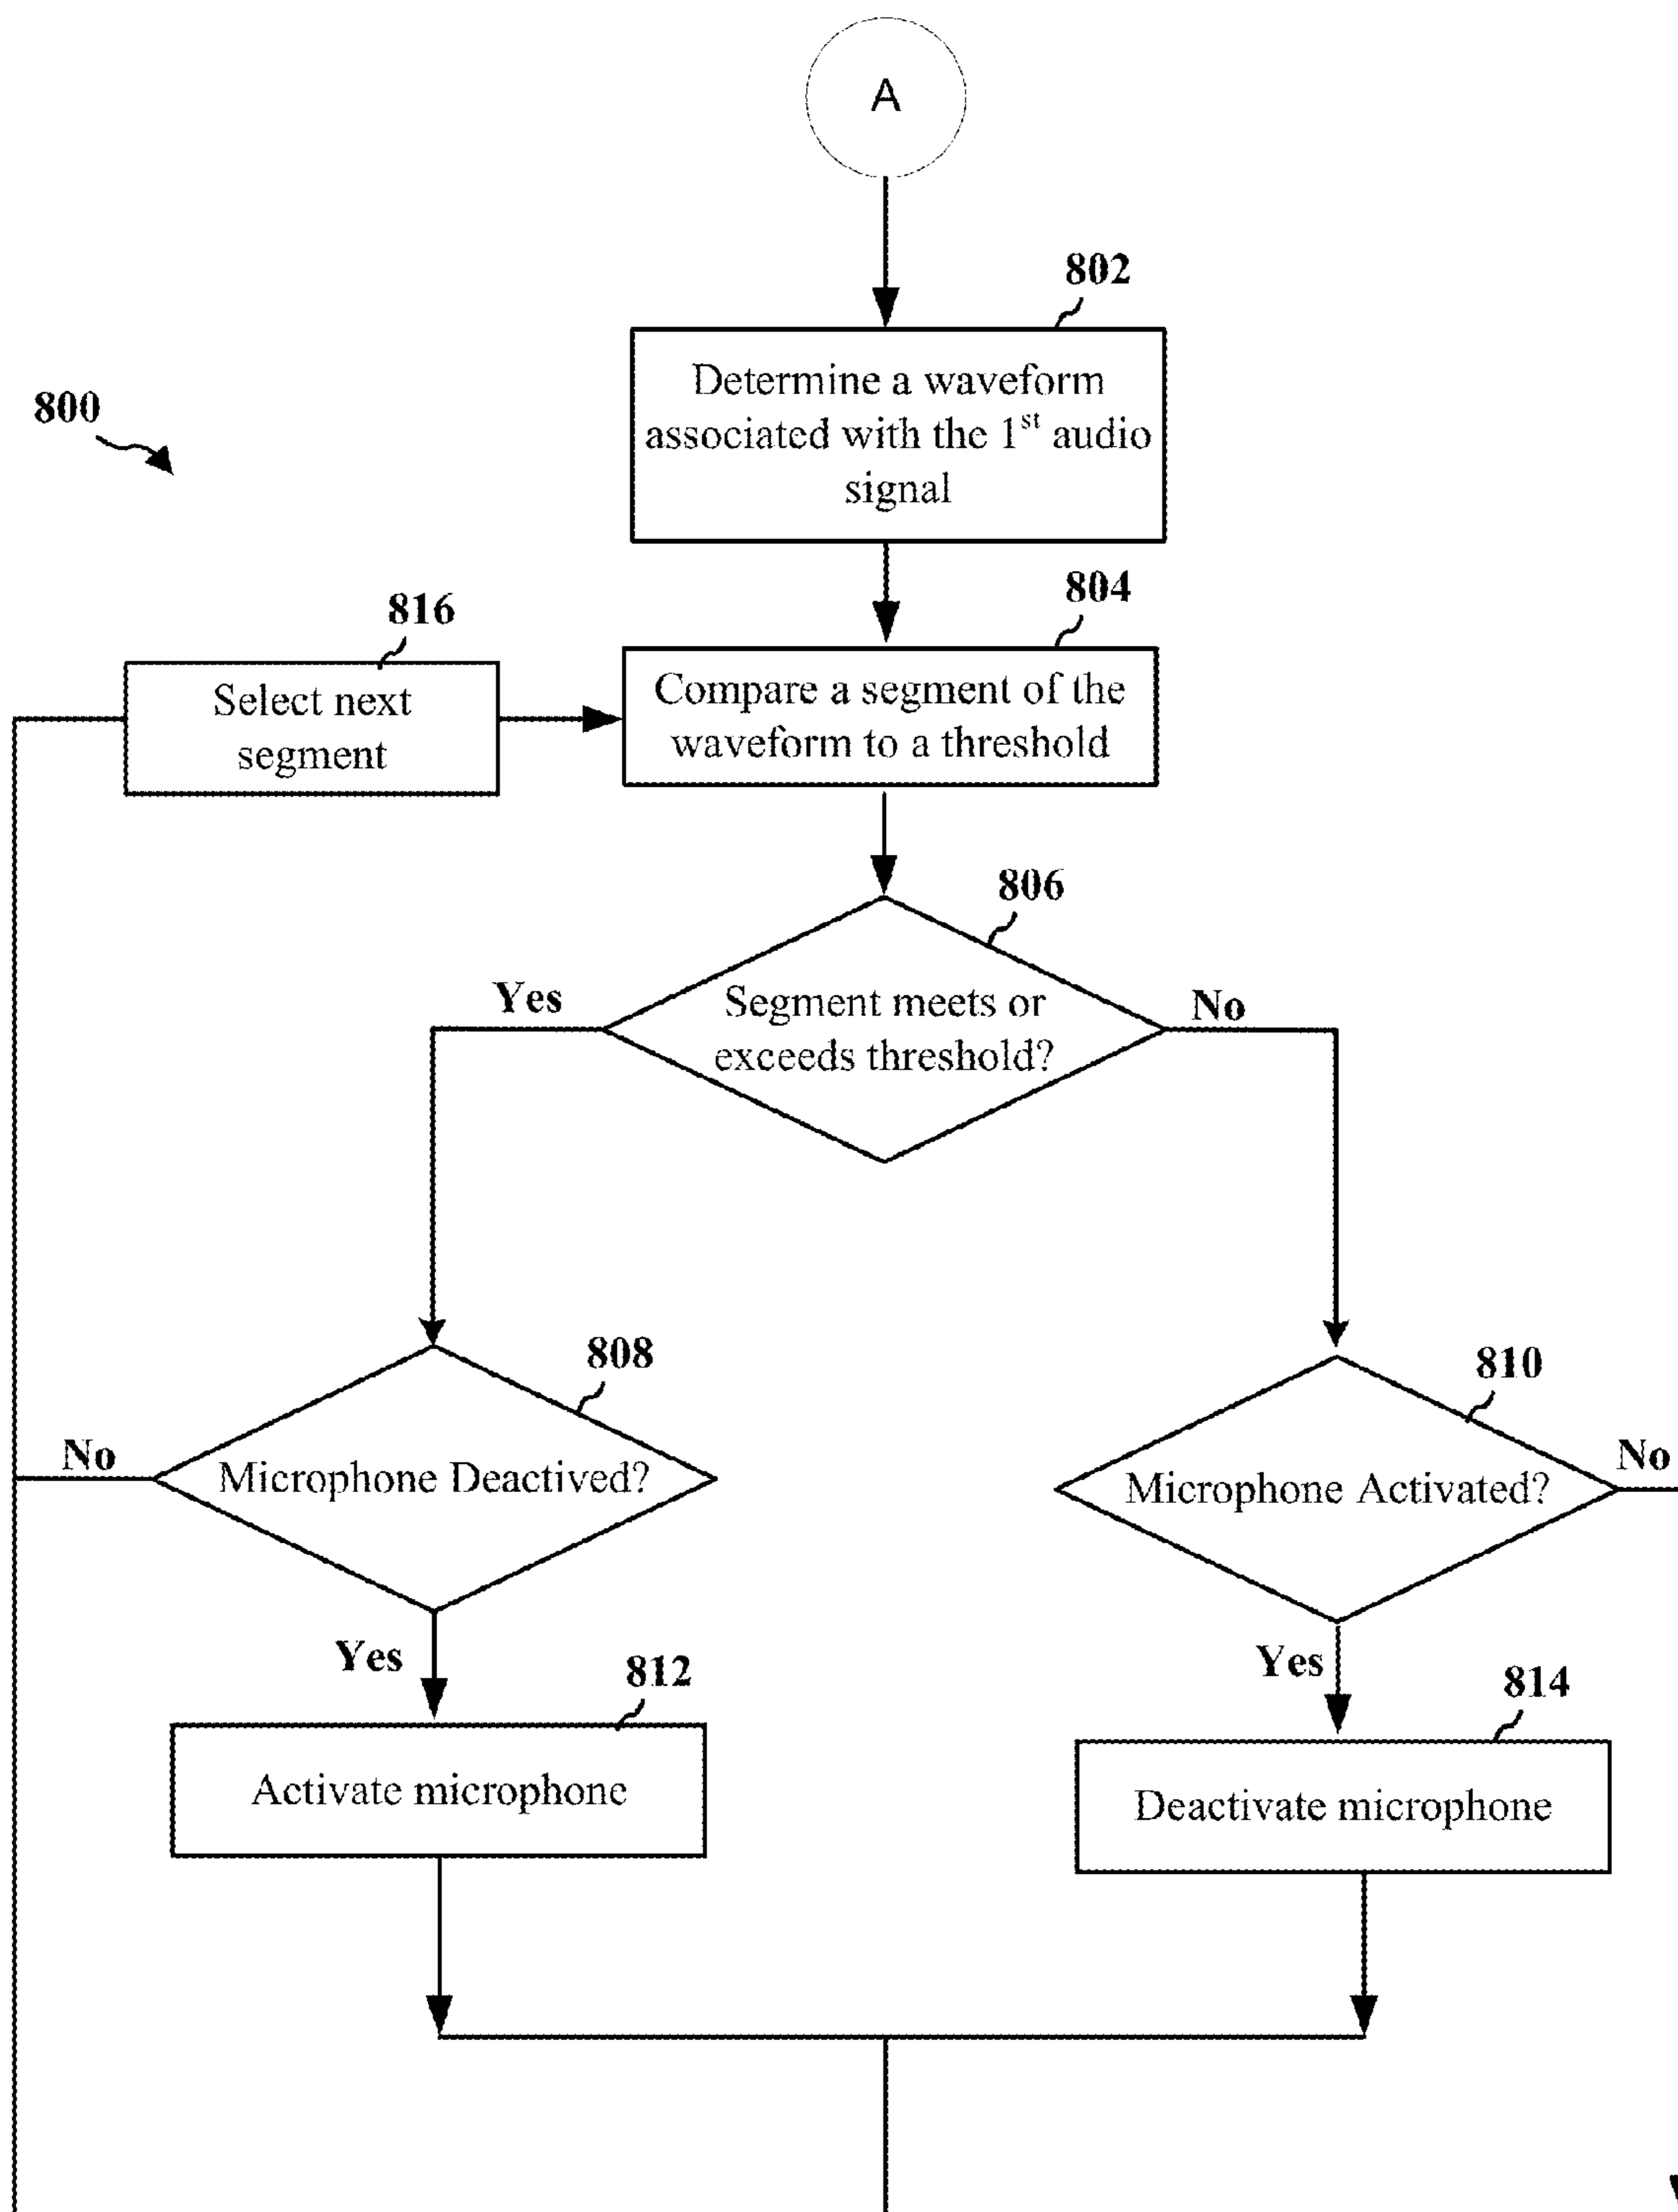 A
802
Determine a waveform
associated with the 1st audio
signal
800
804
816
Select next
segment
Compare a segment of the
waveform to a threshold
806
Yes
Segment meets or
exceeds threshold?
No
808
810
No
Microphone Deactived?
Microphone Activated?
No
Yes
812
Yes
814
Activate microphone
Deactivate microphone